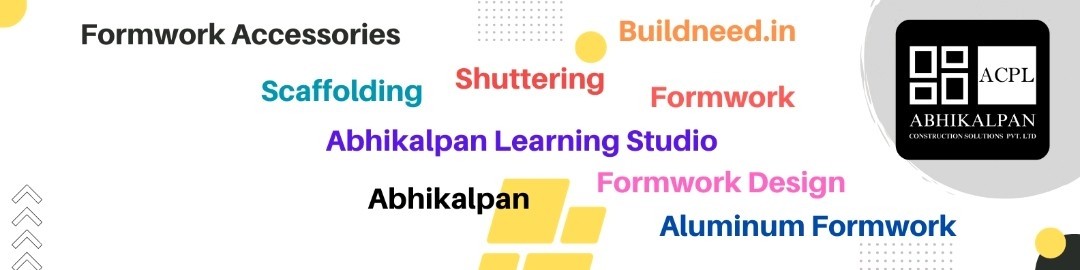 Formwork Accessories
Buildneed.in
Scaffolding
Shuttering
Formwork
ACPL
ABHIKALPAN
CONSTRUCTION SOLUTIONS PVT. LTD
Abhikalpan Learning Studio
Abhikalpan
Formwork Design
Aluminum Formwork